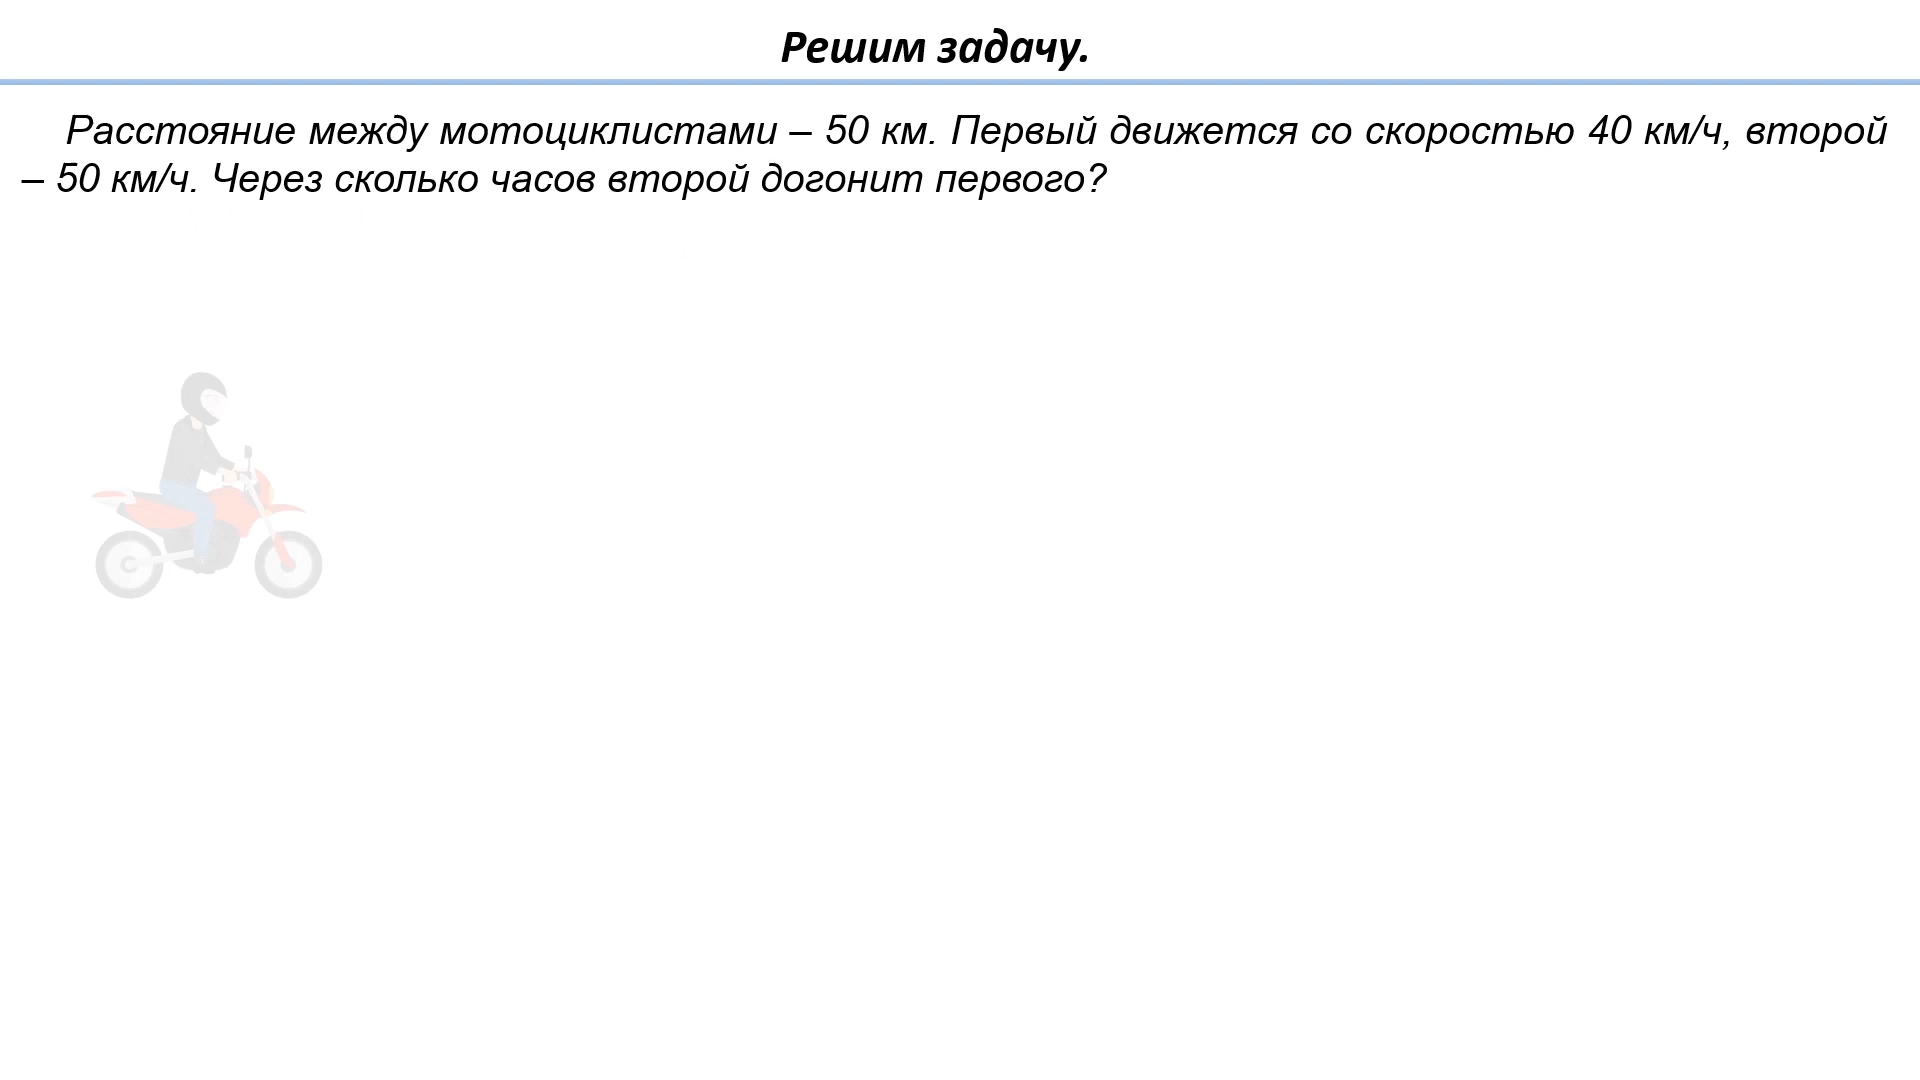 Решим задачу.
Расстояние между мотоциклистами – 50 км. Первый движется со скоростью 40 км/ч, второй
– 50 км/ч. Через сколько часов второй догонит первого?